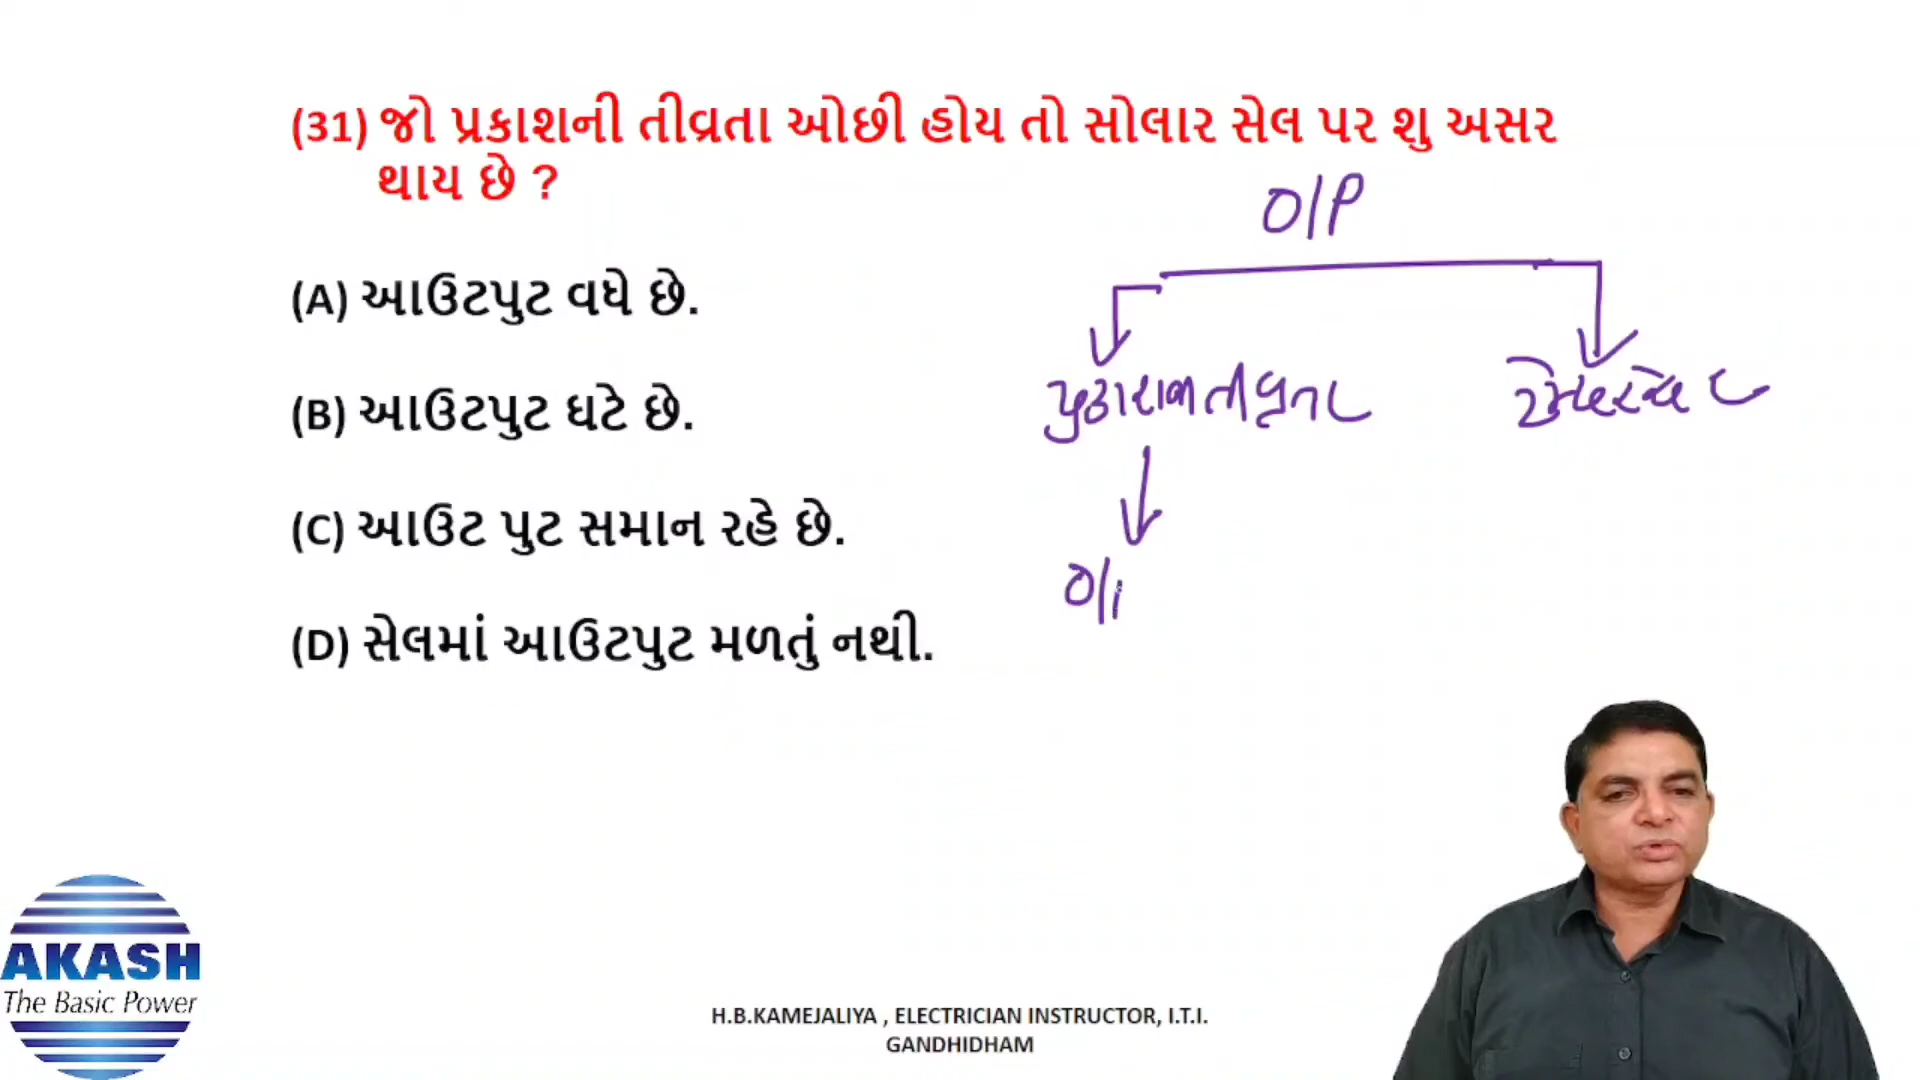 (31) જો પ્રકાશની તીવ્રતા ઓછી હોય તો સોલાર સેલ પર શુ અસર
થાય છે ?
O/P
(A) આઉટપુટ વધે છે.
(B) આઉટપુટ ઘટે છે.
(C) આઉટ પુટ સમાન રહે છે.
(D) સેલમાં આઉટપુટ મળતું નથી.
AKASH
The Basic Power
H.B.KAMEJALIYA , ELECTRICIAN INSTRUCTOR, I.T.I.
GANDHIDHAM